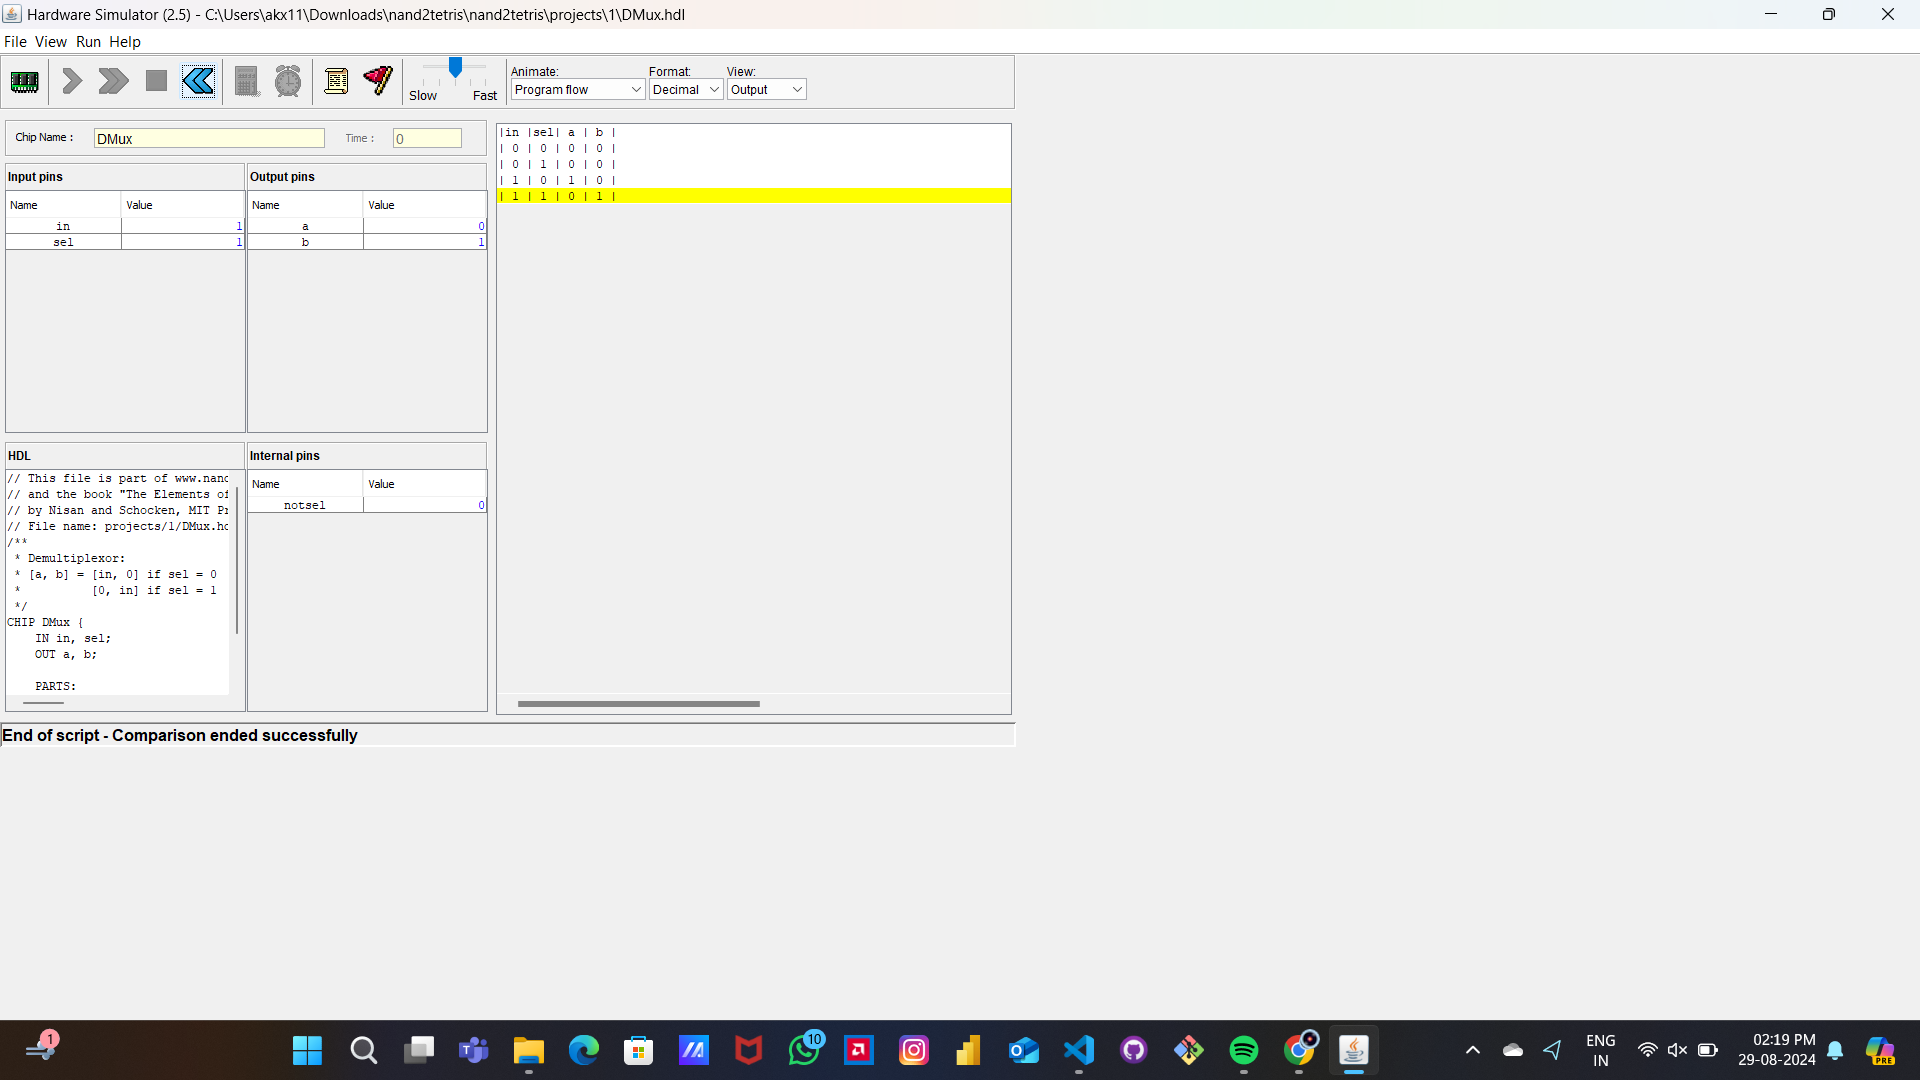 Hardware Simulator (2.5) - C:\Users\akx11\Downloads\nand2tetris\nand2tetris\projects\1\DMux.hdl
File View Run Help
Slow Fast
Animate: Format: View:
Program flow Decimal Output
Chip Name : DMux Time : 0
Input pins
Name Value
in 1
sel 1
Output pins
Name Value
a 0
b 1
|in |sel| a | b |
| 0 | 0 | 0 | 0 |
| 0 | 1 | 0 | 0 |
| 1 | 0 | 1 | 0 |
| 1 | 1 | 0 | 1 |
HDL
// This file is part of www.nand
// and the book "The Elements of
// by Nisan and Schocken, MIT Pr
// File name: projects/1/DMux.hd
/**
* Demultiplexor:
* [a, b] = [in, 0] if sel = 0
* [0, in] if sel = 1
*/
CHIP DMux {
IN in, sel;
OUT a, b;
PARTS:
Internal pins
Name Value
notsel 0
End of script - Comparison ended successfully
1
10
PRE
ENG
IN
02:19 PM
29-08-2024